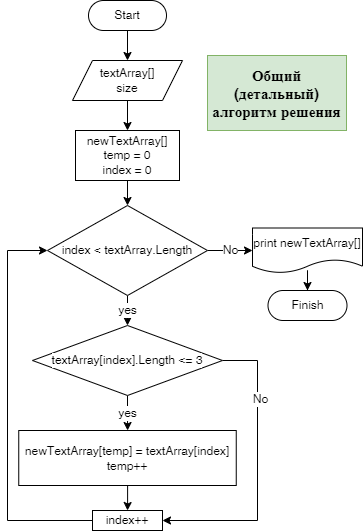 Start
textArray[]
size
Общий
(детальный)
алгоритм решения
newTextArray[]
temp = 0
index = 0
index < textArray.Length
No
print newTextArray[]
Finish
yes
textArray[index].Length <= 3
No
yes
newTextArray[temp] = textArray[index]
temp++
index++